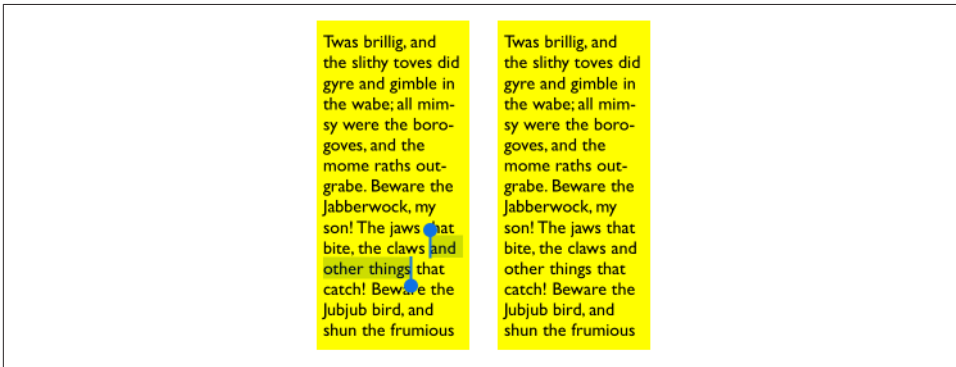 Twas brillig, and
the slithy toves did
gyre and gimble in
the wabe; all mim-
sy were the boro-
goves, and the
mome raths out-
grabe. Beware the
Jabberwock, my
son! The jaws that
bite, the claws and
other things that
catch! Beware the
Jubjub bird, and
shun the frumious
Twas brillig, and
the slithy toves did
gyre and gimble in
the wabe; all mim-
sy were the boro-
goves, and the
mome raths out-
grabe. Beware the
Jabberwock, my
son! The jaws that
bite, the claws and
other things that
catch! Beware the
Jubjub bird, and
shun the frumious